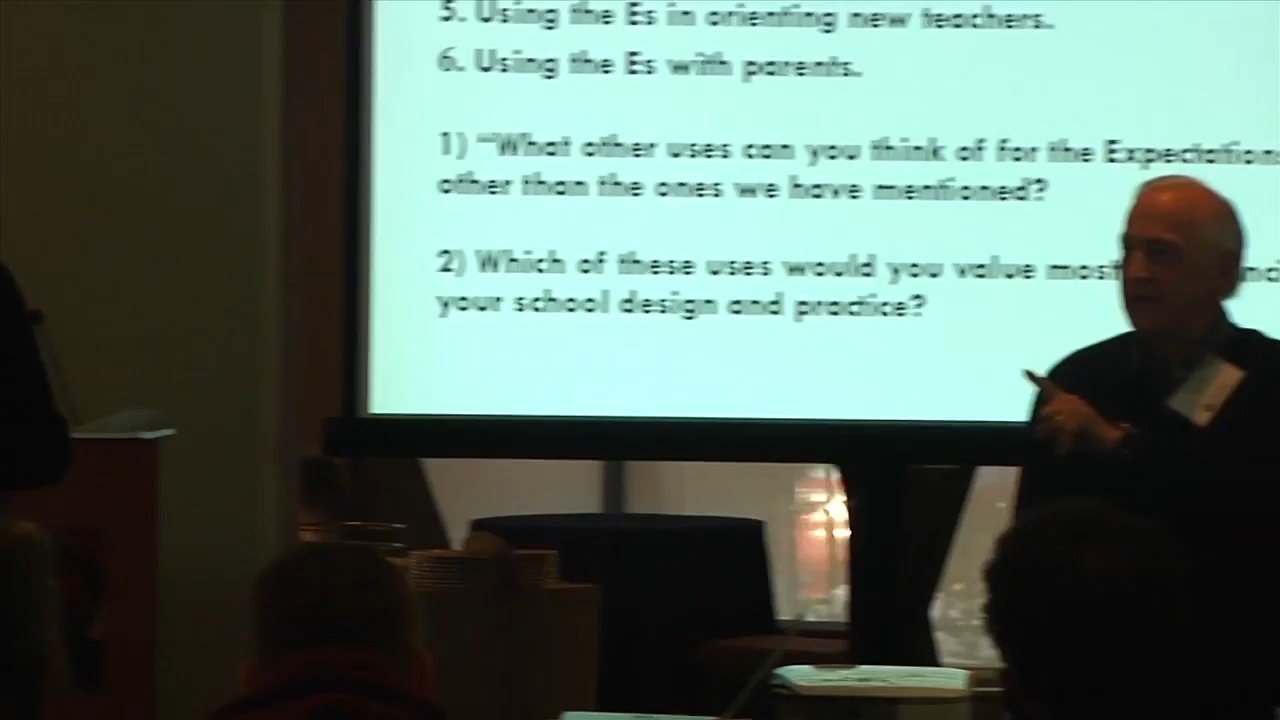 5. Using the Es in orienting new teachers.
6. Using the Es with parents.
1) “What other uses can you think of for the Expectation
other than the ones we have mentioned?
2) Which of these uses would you value most
your school design and practice?